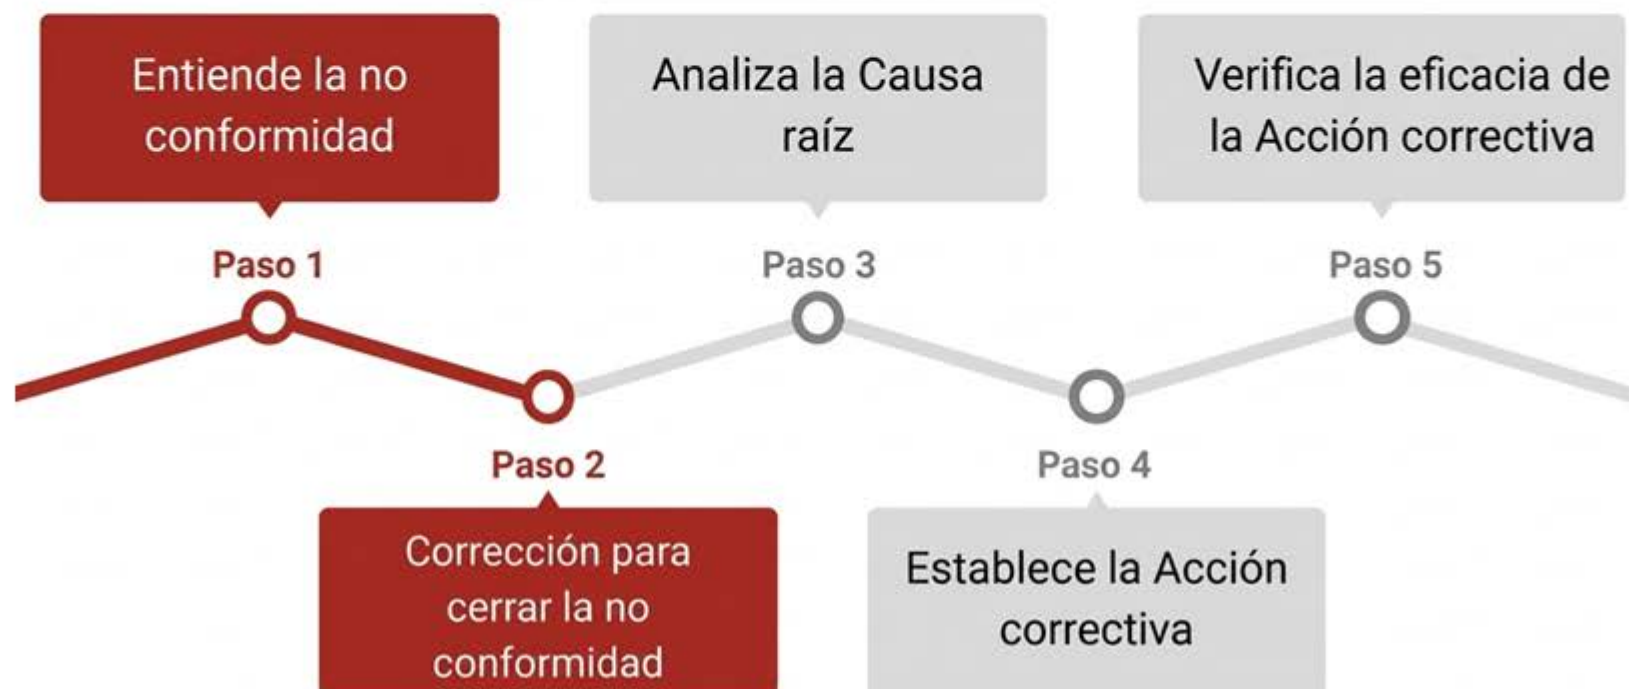 Entiende la no
conformidad
Paso 1
Corrección para
cerrar la no
conformidad
Paso 2
Analiza la Causa
raíz
Paso 3
Establece la Acción
correctiva
Paso 4
Verifica la eficacia de
la Acción correctiva
Paso 5